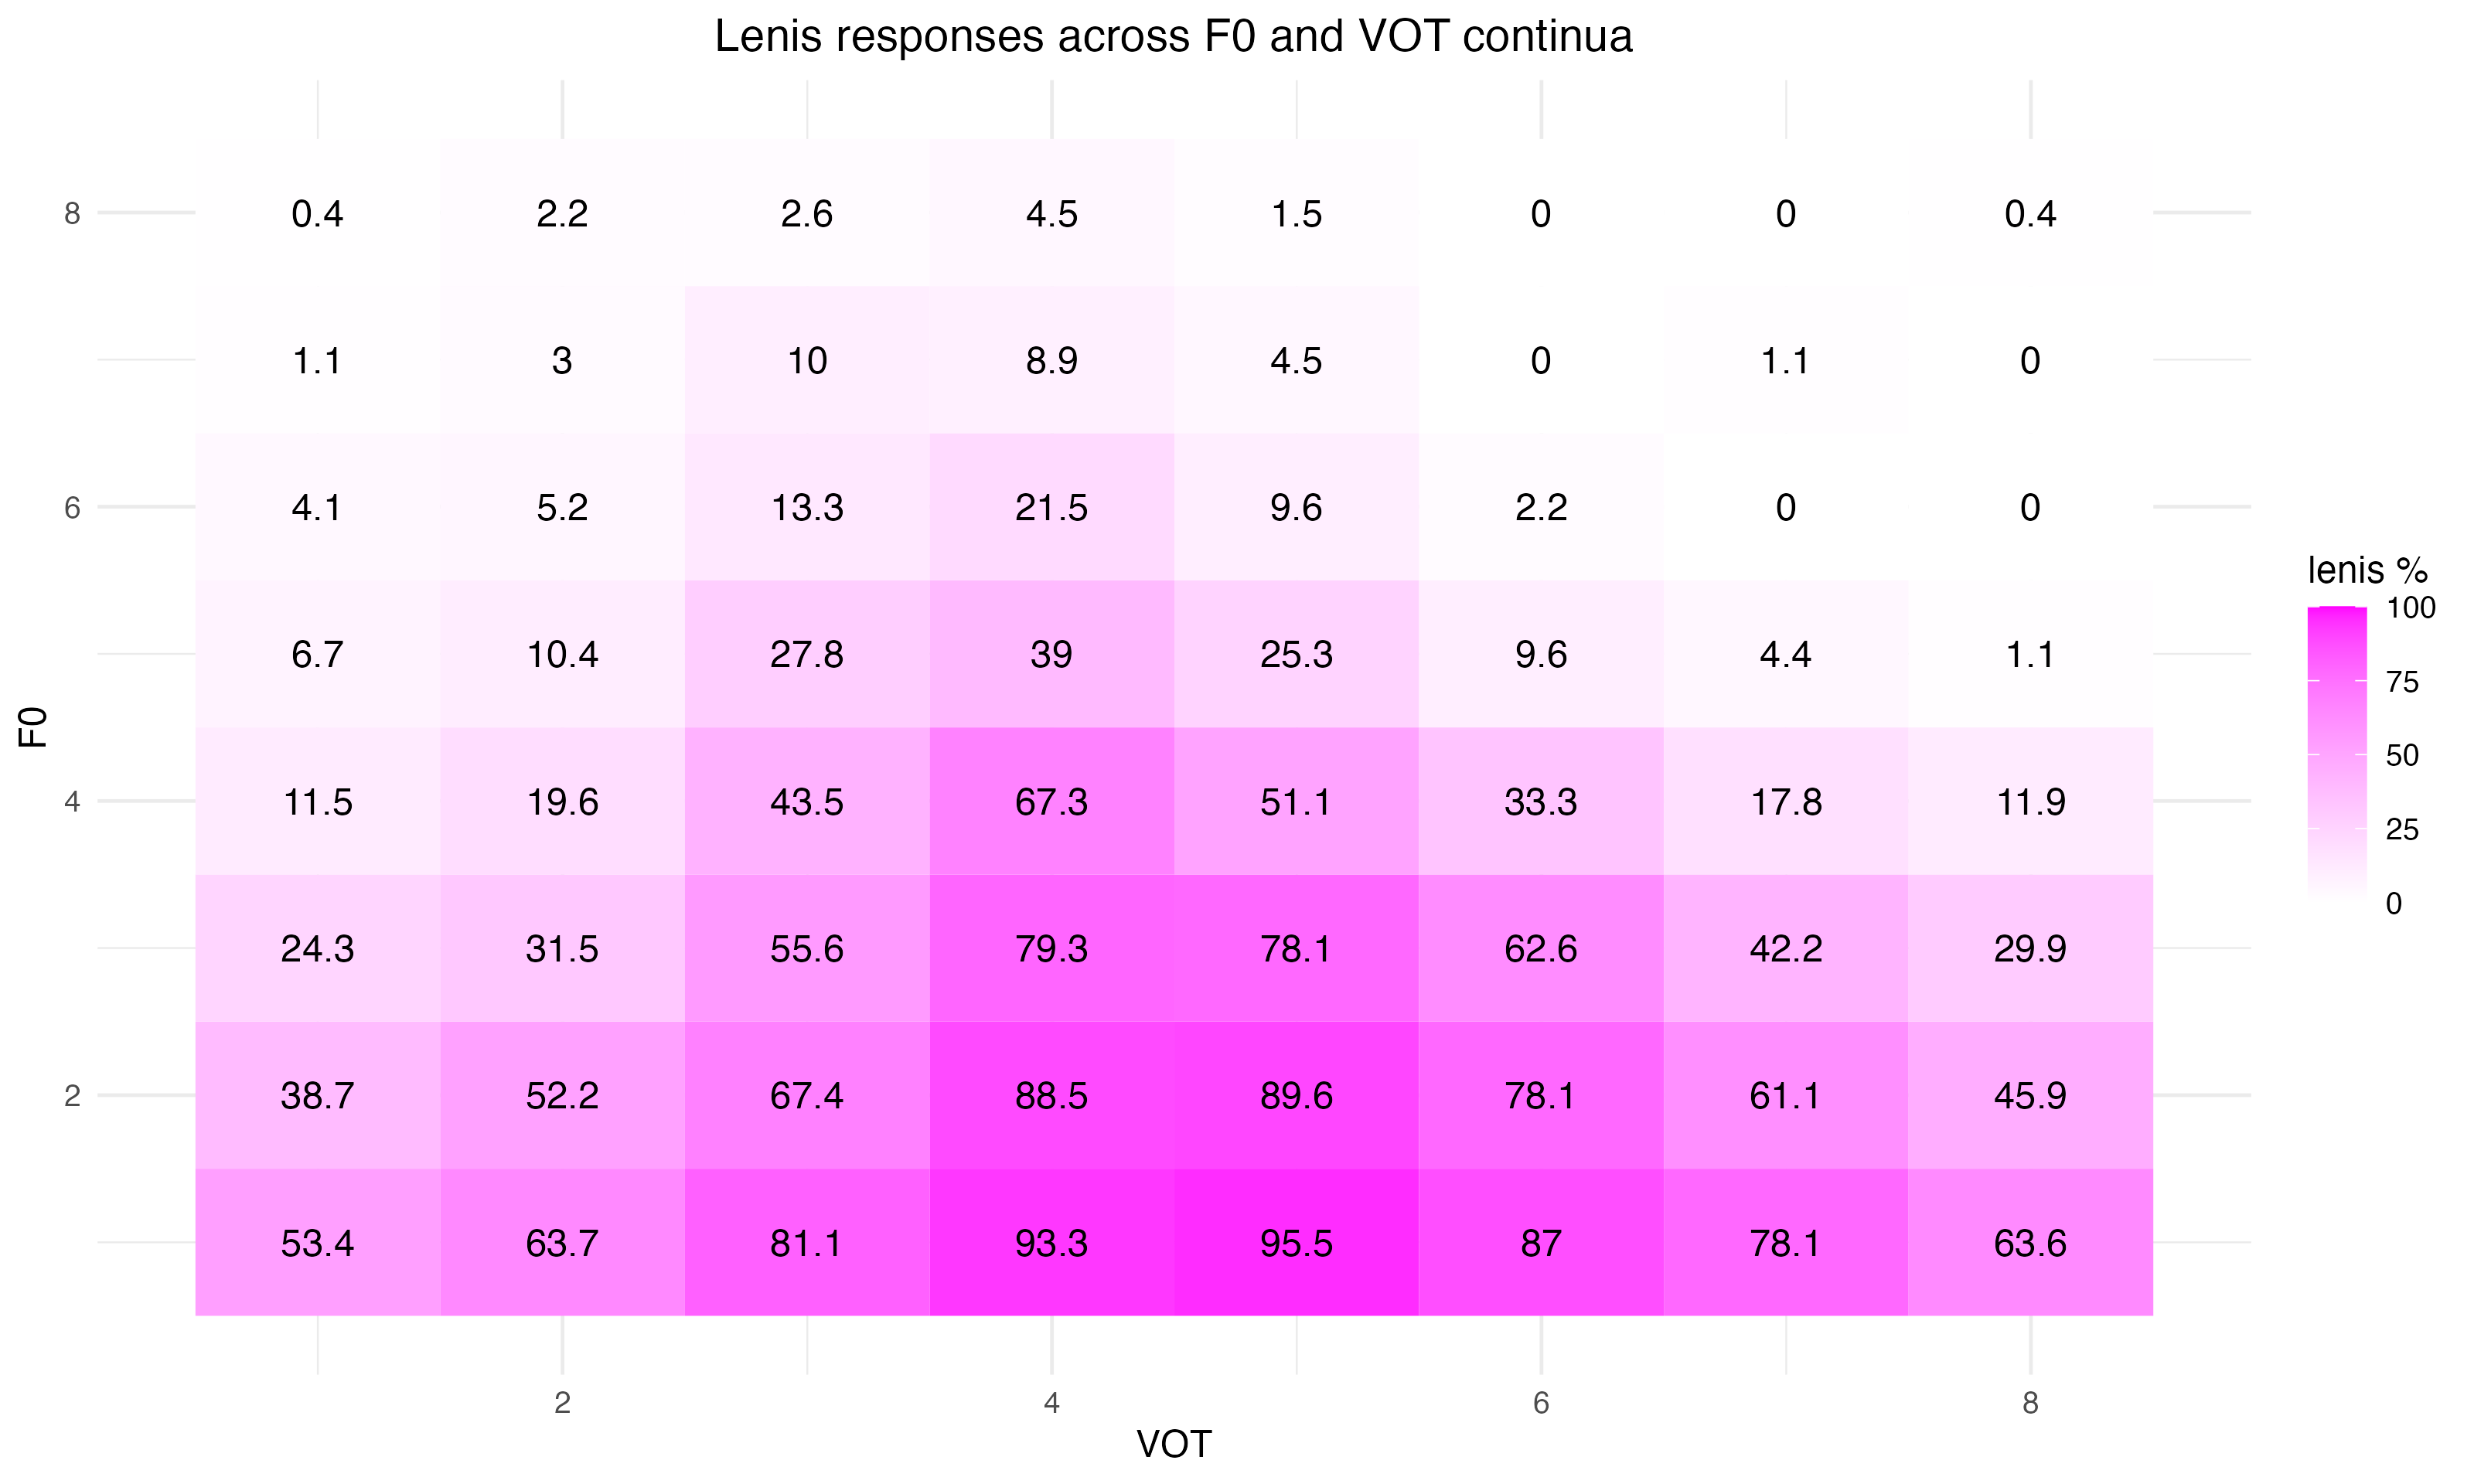 Lenis responses across F0 and VOT continua
8 0.4 2.2 2.6 4.5 1.5 0 0 0.4
1.1 3 10 8.9 4.5 0 1.1 0
6 4.1 5.2 13.3 21.5 9.6 2.2 0 0
6.7 10.4 27.8 39 25.3 9.6 4.4 1.1
4 11.5 19.6 43.5 67.3 51.1 33.3 17.8 11.9
24.3 31.5 55.6 79.3 78.1 62.6 42.2 29.9
2 38.7 52.2 67.4 88.5 89.6 78.1 61.1 45.9
53.4 63.7 81.1 93.3 95.5 87 78.1 63.6
2 4 6 8
VOT
F0
lenis %
100
75
50
25
0